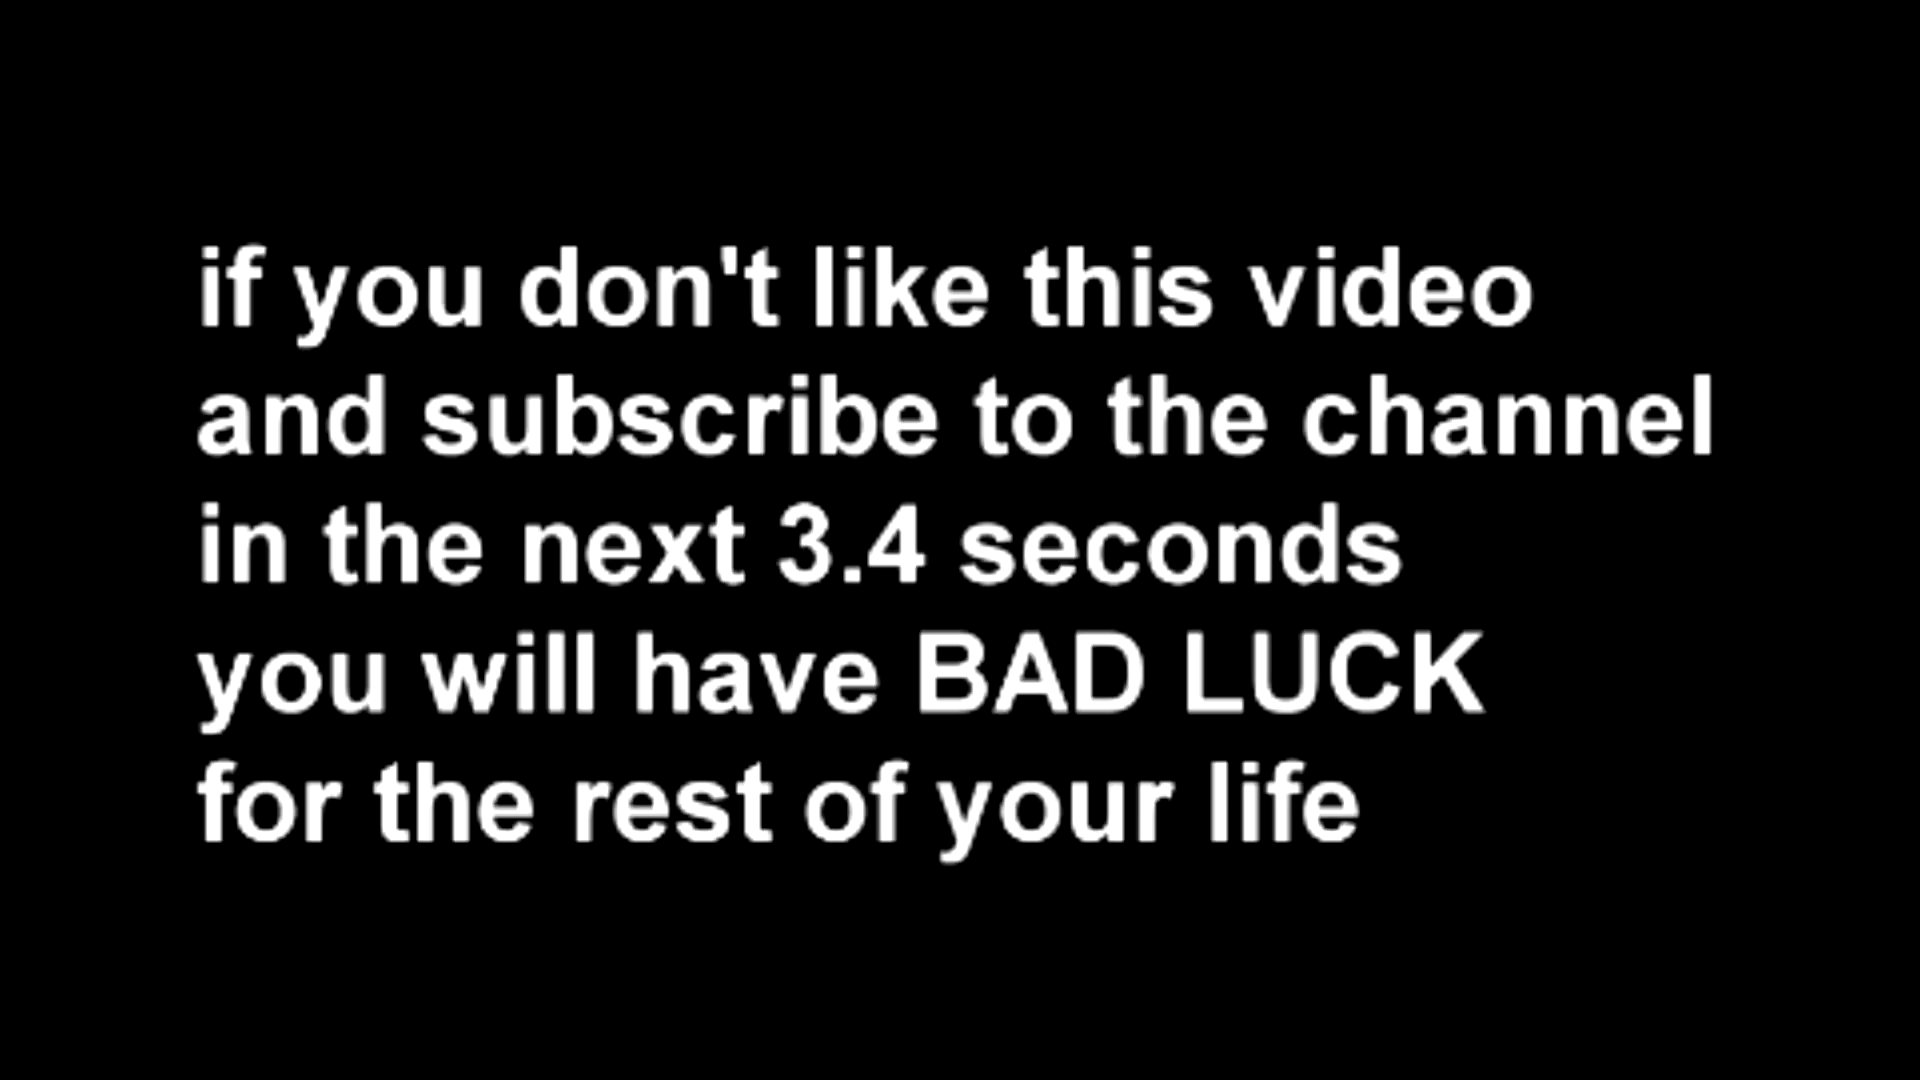 if you don't like this video
and subscribe to the channel
in the next 3.4 seconds
you will have BAD LUCK
for the rest of your life